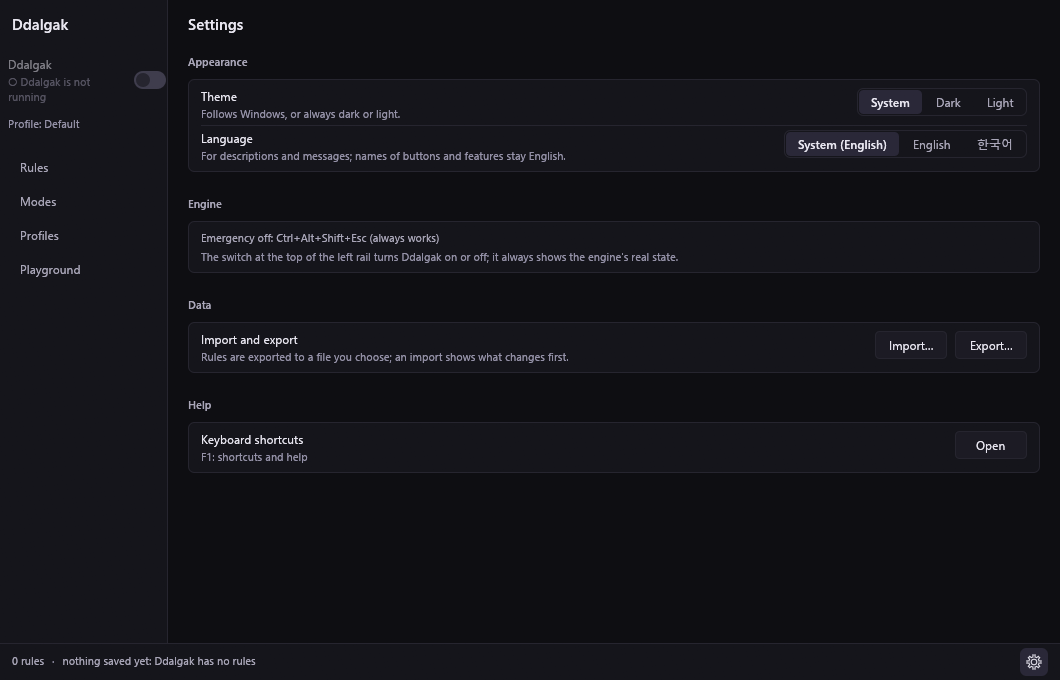 Ddalgak
Ddalgak
Ddalgak is not
running
Profile: Default
Rules
Modes
Profiles
Playground
Settings
Appearance
Theme
Follows Windows, or always dark or light.
System Dark Light
Language
For descriptions and messages; names of buttons and features stay English.
System (English) English 한국어
Engine
Emergency off: Ctrl+Alt+Shift+Esc (always works)
The switch at the top of the left rail turns Ddalgak on or off; it always shows the engine's real state.
Data
Import and export
Rules are exported to a file you choose; an import shows what changes first.
Import... Export...
Help
Keyboard shortcuts
F1: shortcuts and help
Open
0 rules · nothing saved yet: Ddalgak has no rules